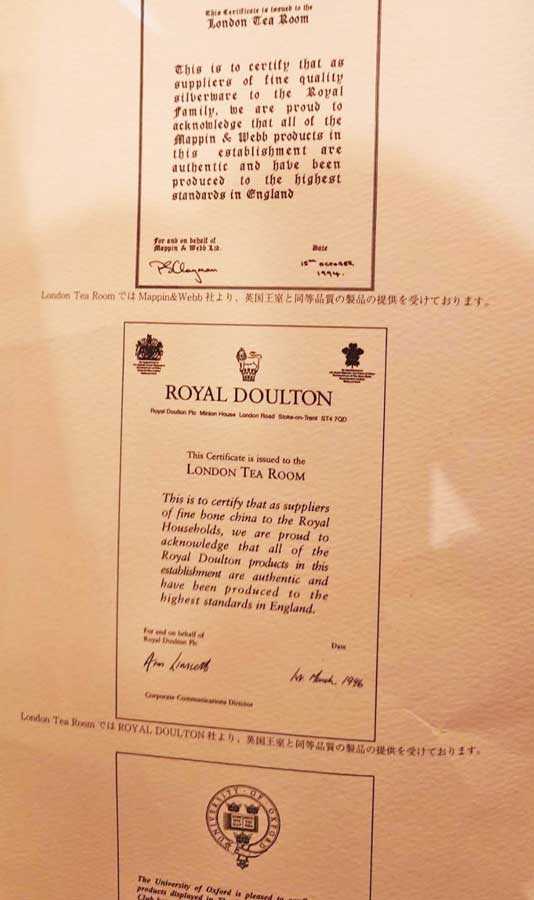 This Certificate is issued to the
London Tea Room
This is to certify that as
suppliers of fine quality
silverware to the Royal
Family, we are proud to
acknowledge that all of the
Mappin & Webb products in
this establishment are
authentic and have been
produced to the highest
standards in England
For and on behalf of
Mappin & Webb Ltd.
Date
15TH OCTOBER
1994.
London Tea Room では Mappin&Webb 社より、英国王室と同等品質の製品の提供を受けております。
ROYAL DOULTON
Royal Doulton Plc Minton House London Road Stoke-on-Trent ST4 7QD
This Certificate is issued to the
LONDON TEA ROOM
This is to certify that as suppliers
of fine bone china to the Royal
Households, we are proud to
acknowledge that all of the
Royal Doulton products in this
establishment are authentic and
have been produced to the
highest standards in England.
For and on behalf of
Royal Doulton Plc
Date
1st March 1996
Corporate Communications Director
London Tea Room では ROYAL DOULTON 社より、英国王室と同等品質の製品の提供を受けております。
UNIVERSITY OF OXFORD
The University of Oxford is pleased to
products displayed in
Club